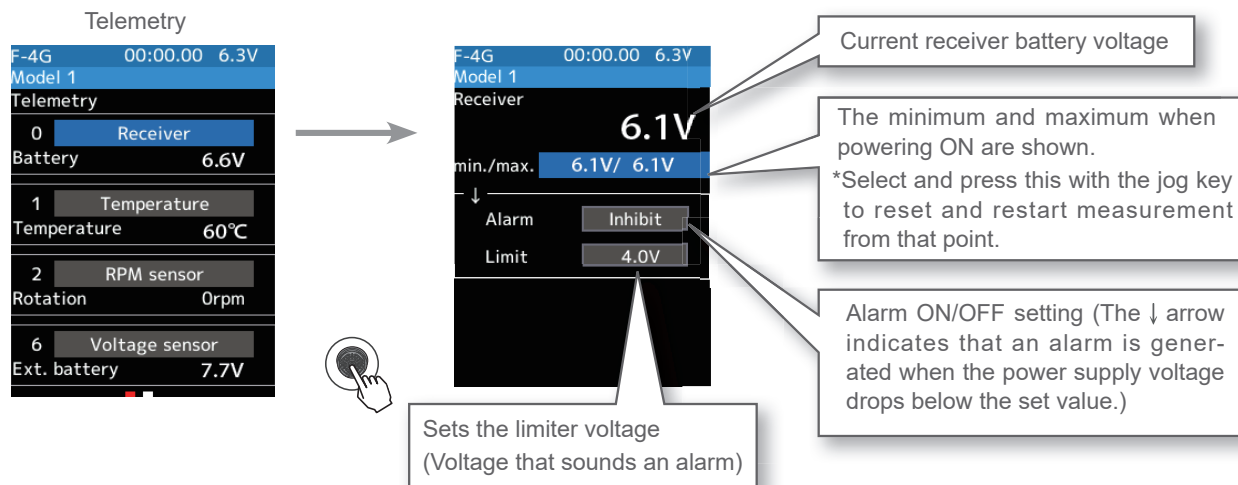 Telemetry
F-4G 00:00.00 6.3V
Model 1
Telemetry
0 Receiver
Battery 6.6V
1 Temperature
Temperature 60℃
2 RPM sensor
Rotation 0rpm
6 Voltage sensor
Ext. battery 7.7V
F-4G 00:00.00 6.3V
Model 1
Receiver
6.1V
min./max. 6.1V/ 6.1V
↓
Alarm Inhibit
Limit 4.0V
Current receiver battery voltage
The minimum and maximum when
powering ON are shown.
*Select and press this with the jog key
to reset and restart measurement
from that point.
Alarm ON/OFF setting (The ↓ arrow
indicates that an alarm is gener-
ated when the power supply voltage
drops below the set value.)
Sets the limiter voltage
(Voltage that sounds an alarm)